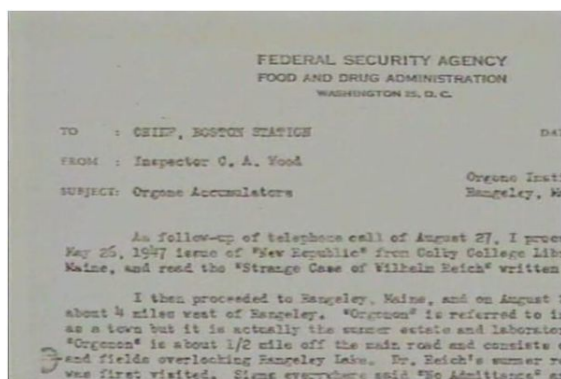 FEDERAL SECURITY AGENCY
FOOD AND DRUG ADMINISTRATION
WASHINGTON 25, D. C.
TO : CHIEF, BOSTON STATION DA
FROM : Inspector C. A. Wood
Orgone Insti
SUBJECT: Orgone Accumulators Rangeley, M
As follow-up of telephone call of August 27, I proc
May 26, 1947 issue of "New Republic" from Colby College Lib
Maine, and read the "Strange Case of Wilhelm Reich" written
I then proceeded to Rangeley, Maine, and on August
about 4 miles west of Rangeley. "Orgonon" is referred to i
as a town but it is actually the summer estate and laborato
"Orgonon" is about 1/2 mile off the main road and consists
and fields overlooking Rangeley Lake. Dr. Reich's summer r
was first visited. Signs everywhere said "No Admittance"